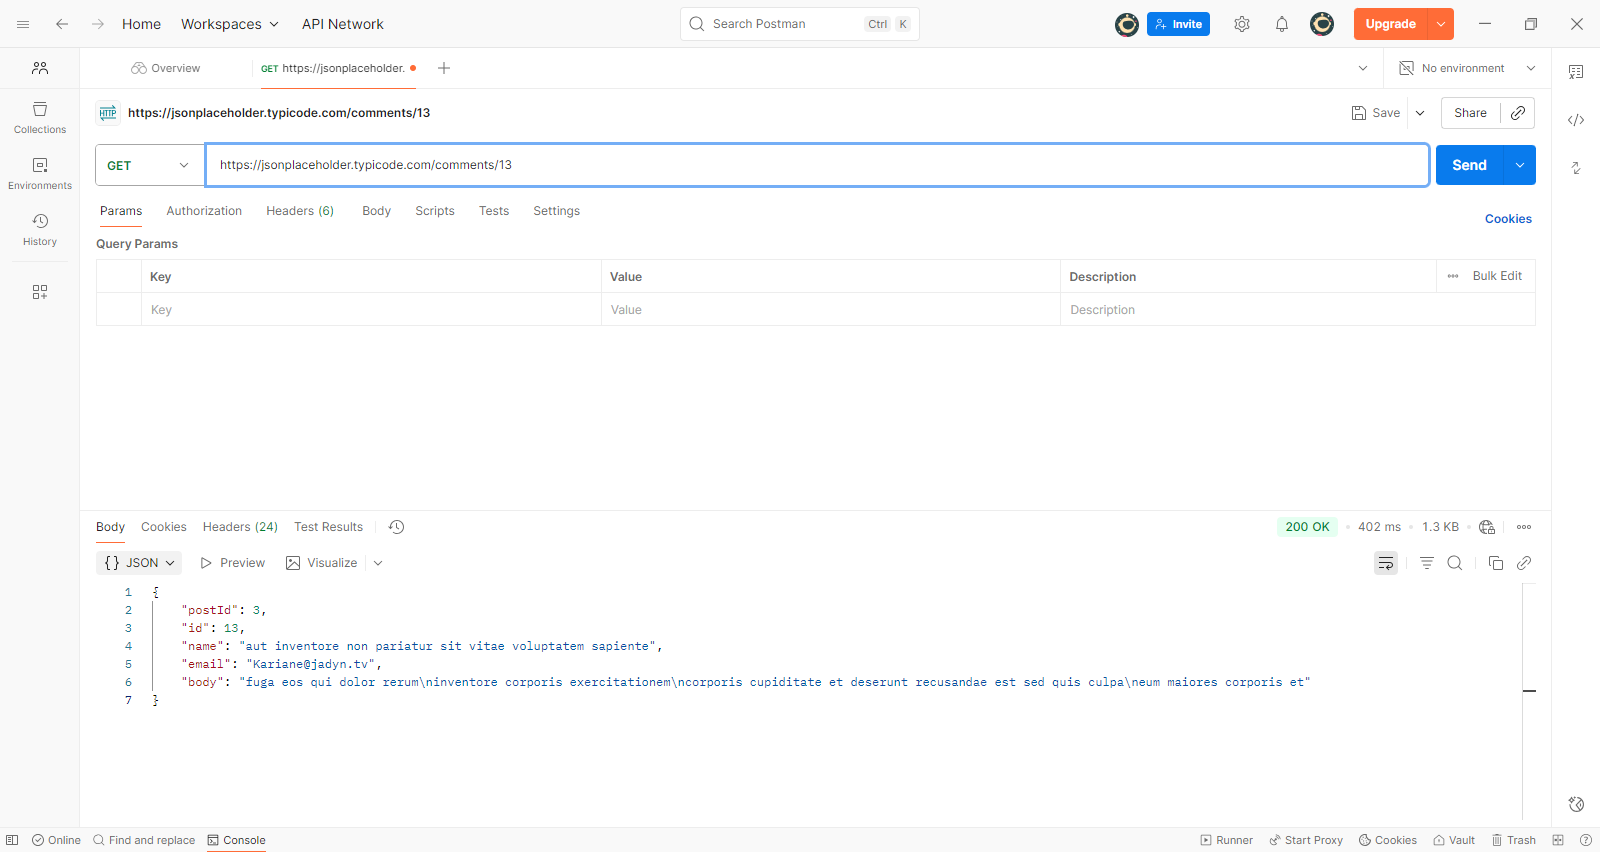 Home Workspaces API Network Search Postman Ctrl K Invite Upgrade
Overview GET https://jsonplaceholder. No environment
HTTP https://jsonplaceholder.typicode.com/comments/13 Save Share
Collections
Environments
History
GET https://jsonplaceholder.typicode.com/comments/13 Send
Params Authorization Headers (6) Body Scripts Tests Settings Cookies
Query Params
Key Value Description Bulk Edit
Key Value Description
Body Cookies Headers (24) Test Results 200 OK 402 ms 1.3 KB
{} JSON Preview Visualize
1 {
2 "postId": 3,
3 "id": 13,
4 "name": "aut inventore non pariatur sit vitae voluptatem sapiente",
5 "email": "Kariane@jadyn.tv",
6 "body": "fuga eos qui dolor rerum\ninventore corporis exercitationem\ncorporis cupiditate et deserunt recusandae est sed quis culpa\neum maiores corporis et"
7 }
Online Find and replace Console Runner Start Proxy Cookies Vault Trash